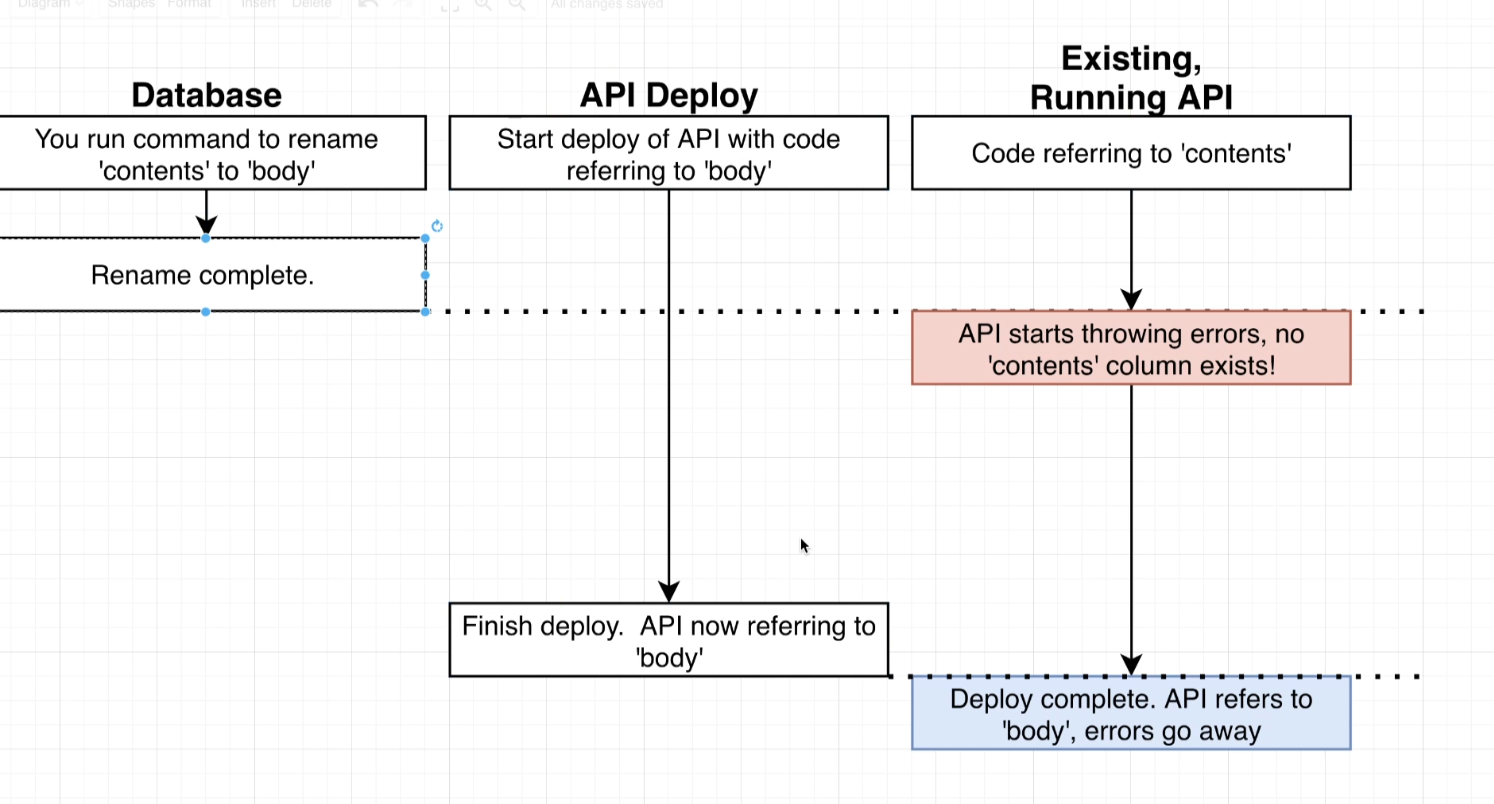 Diagram
Shapes Format
Insert Delete
All changes saved
Database
You run command to rename
'contents' to 'body'
Rename complete.
API Deploy
Start deploy of API with code
referring to 'body'
Finish deploy.  API now referring to
'body'
Existing,
Running API
Code referring to 'contents'
API starts throwing errors, no
'contents' column exists!
Deploy complete. API refers to
'body', errors go away